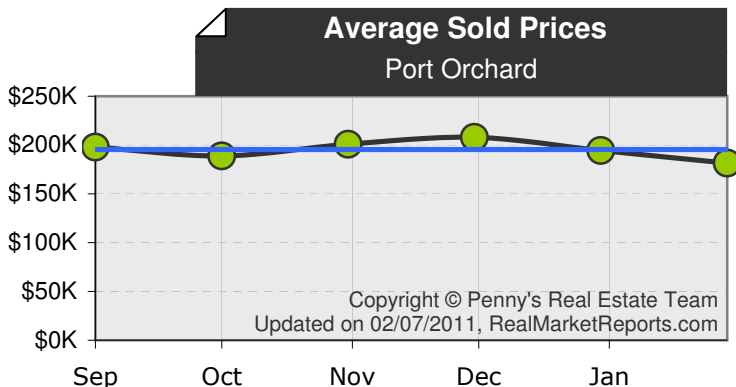 Average Sold Prices
Port Orchard
$250K
$200K
$150K
$100K
$50K
$0K
Copyright © Penny's Real Estate Team
Updated on 02/07/2011, RealMarketReports.com
Sep Oct Nov Dec Jan